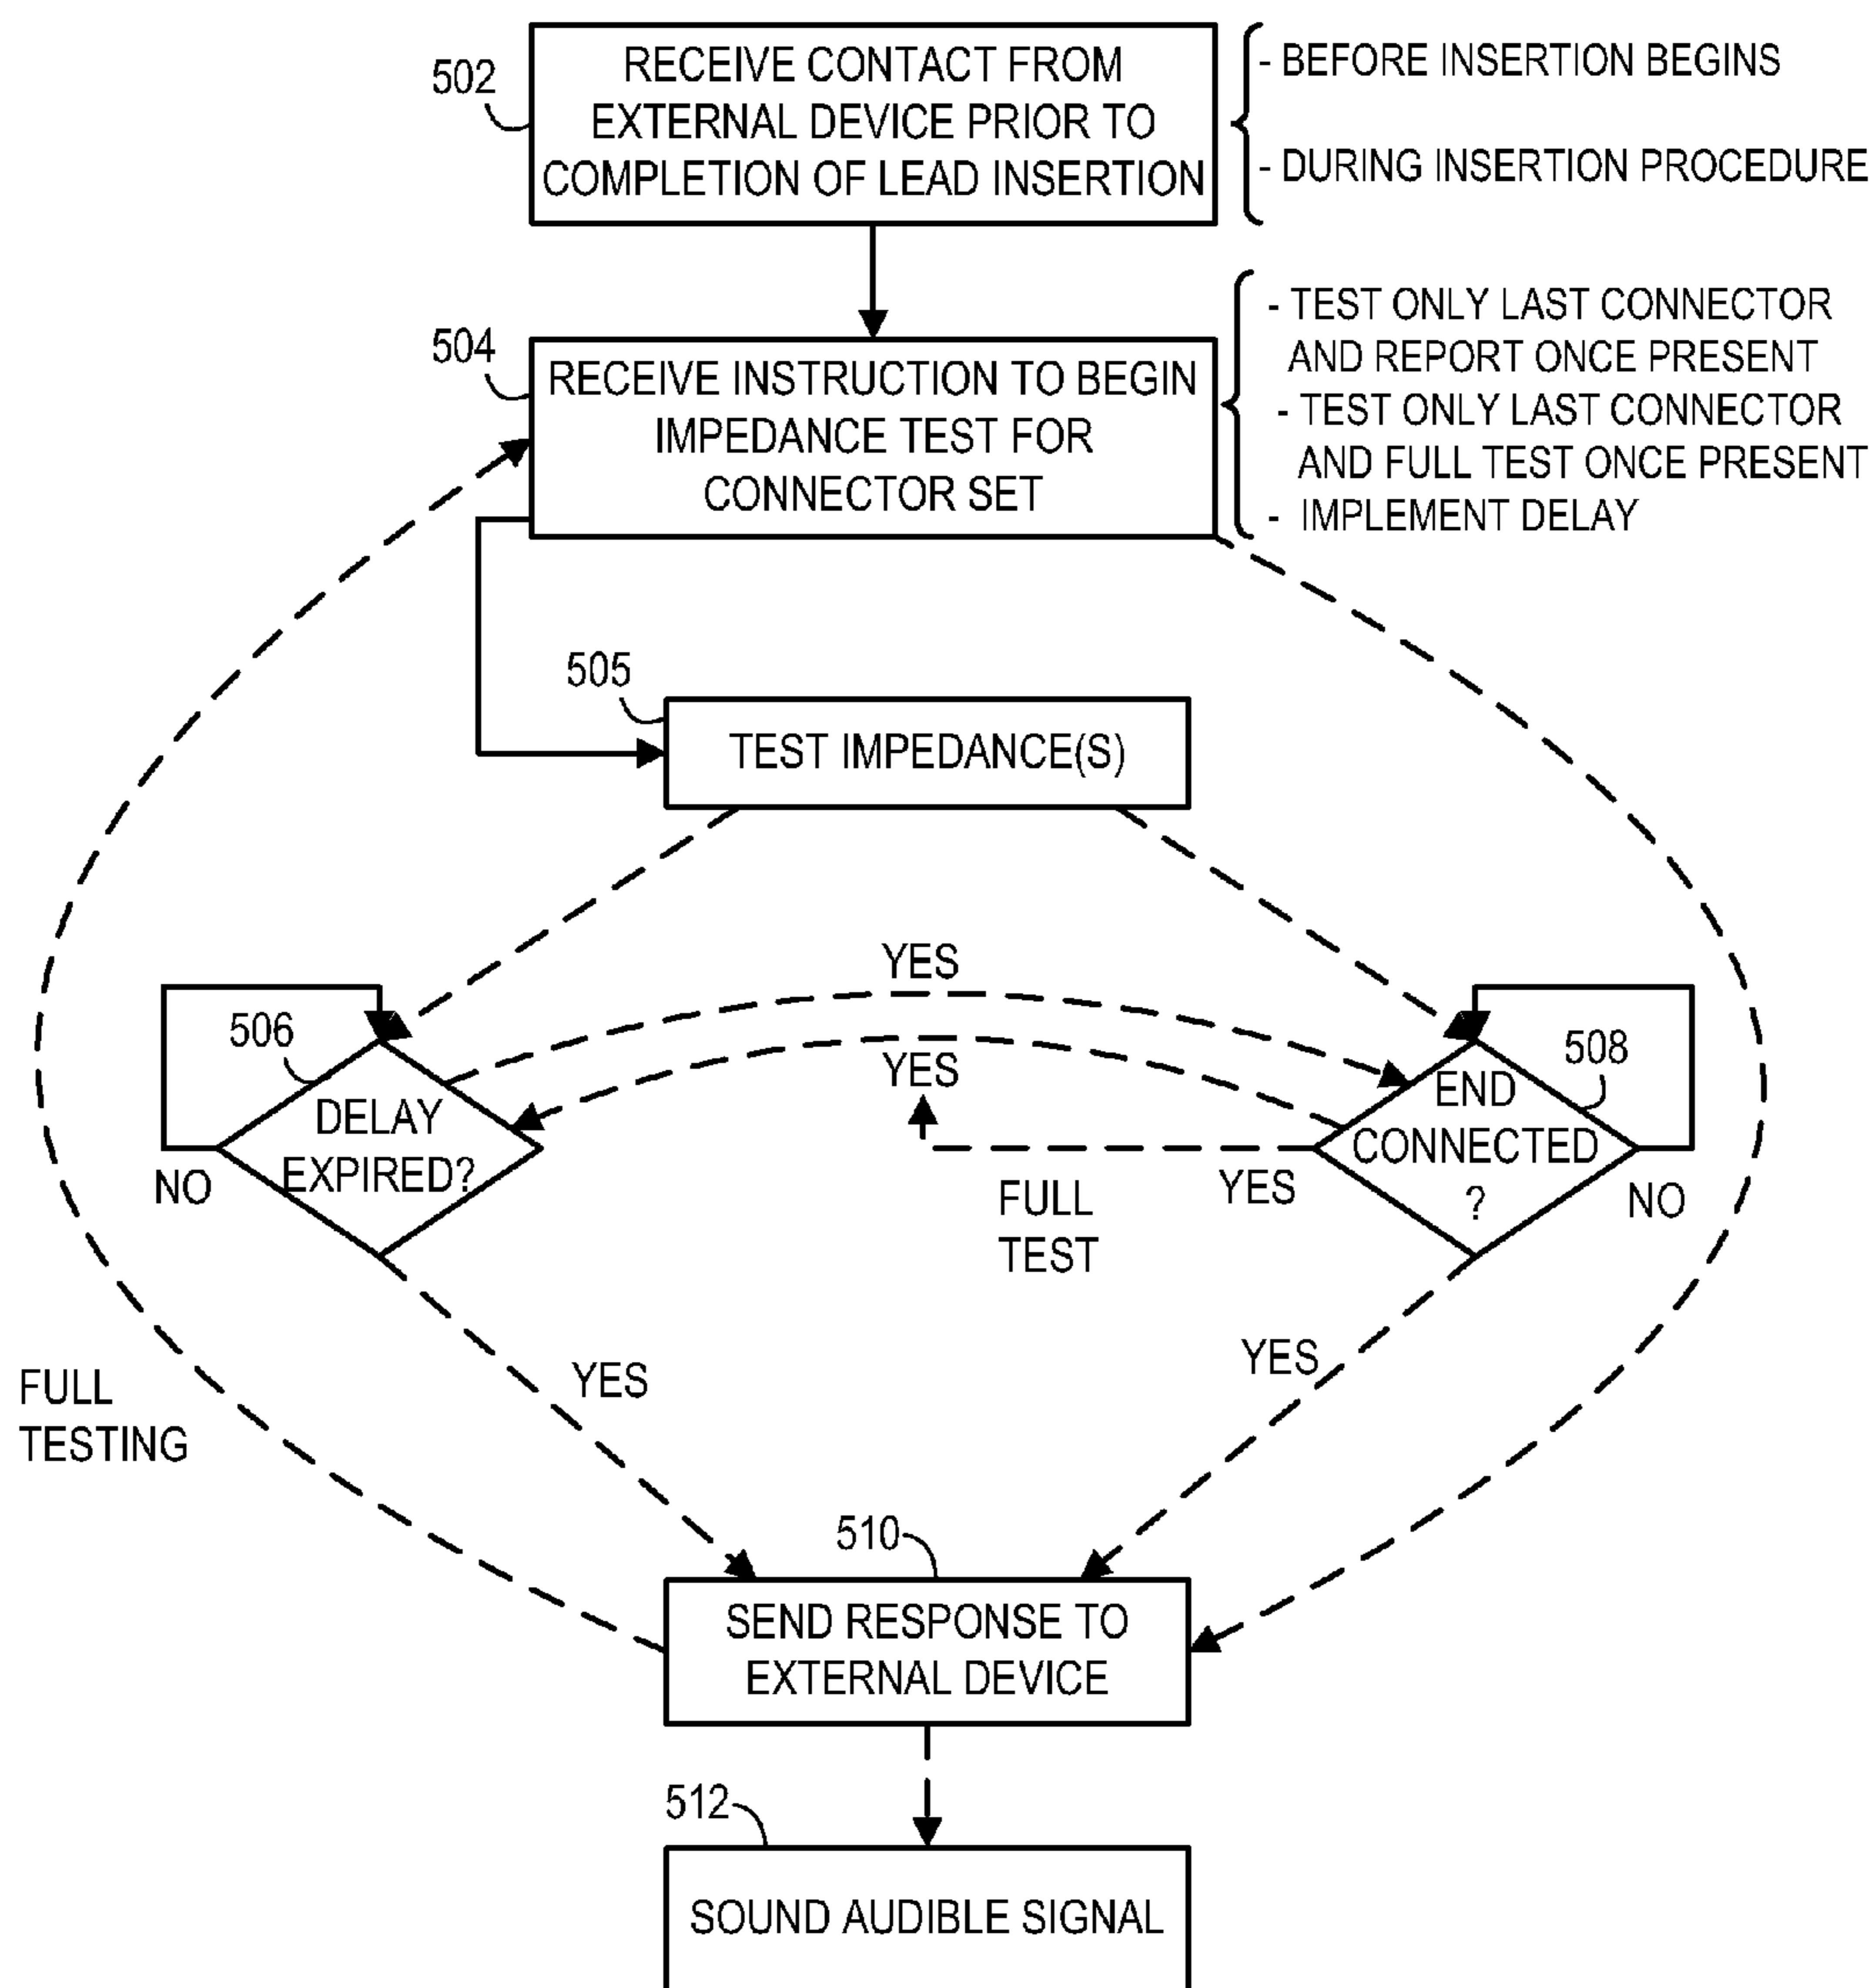 502
RECEIVE CONTACT FROM
EXTERNAL DEVICE PRIOR TO
COMPLETION OF LEAD INSERTION
- BEFORE INSERTION BEGINS
- DURING INSERTION PROCEDURE
504
RECEIVE INSTRUCTION TO BEGIN
IMPEDANCE TEST FOR
CONNECTOR SET
- TEST ONLY LAST CONNECTOR
AND REPORT ONCE PRESENT
- TEST ONLY LAST CONNECTOR
AND FULL TEST ONCE PRESENT
- IMPLEMENT DELAY
505
TEST IMPEDANCE(S)
YES
YES
506
DELAY
EXPIRED?
NO
508
END
CONNECTED
?
NO
YES
FULL
TEST
YES
YES
FULL
TESTING
510
SEND RESPONSE TO
EXTERNAL DEVICE
512
SOUND AUDIBLE SIGNAL